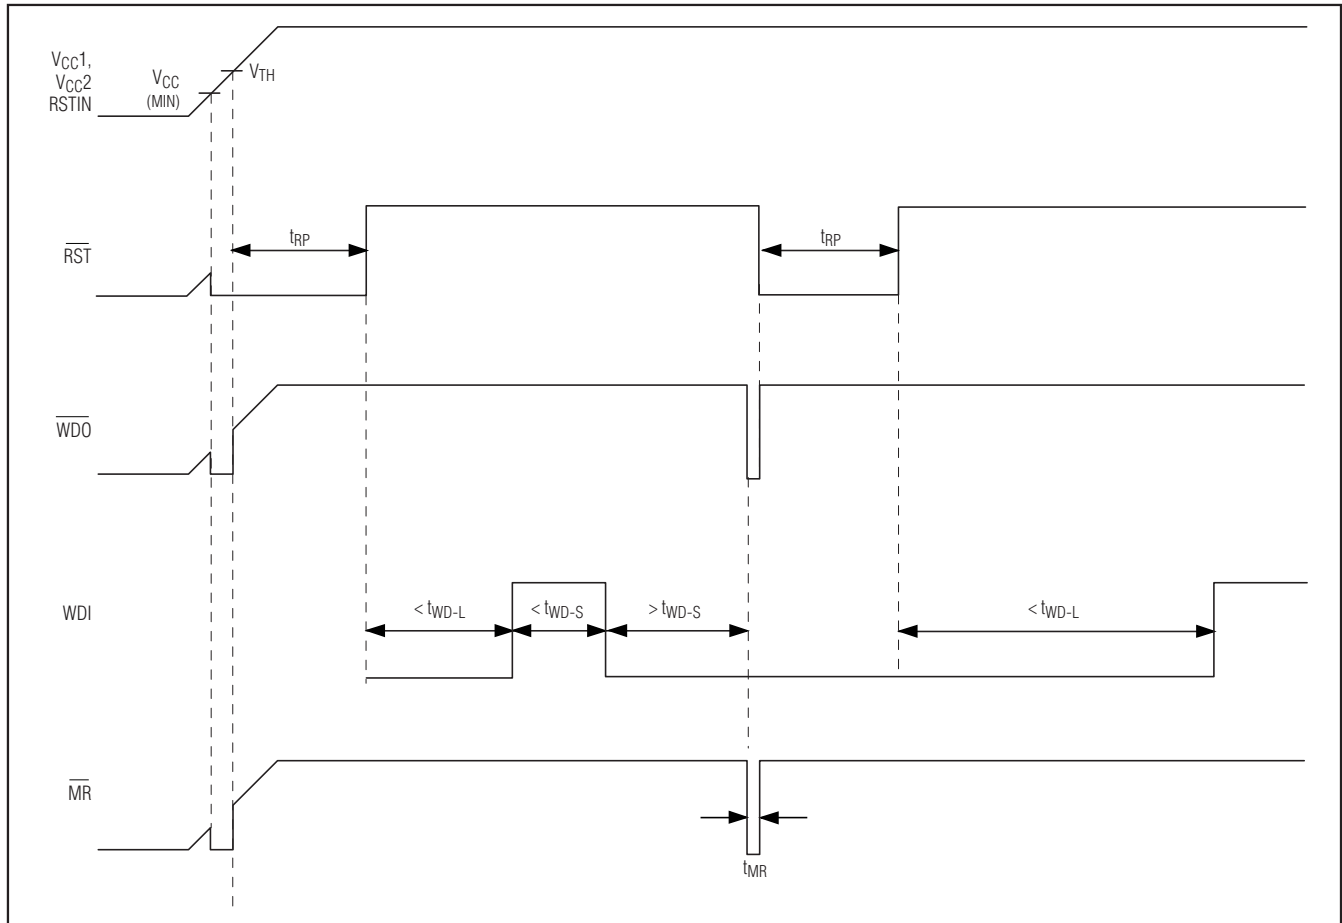 VCC1,
VCC2
RSTIN
VCC
(MIN)
VTH
RST
tRP
tRP
WDO
WDI
< tWD-L
< tWD-S
> tWD-S
< tWD-L
MR
tMR